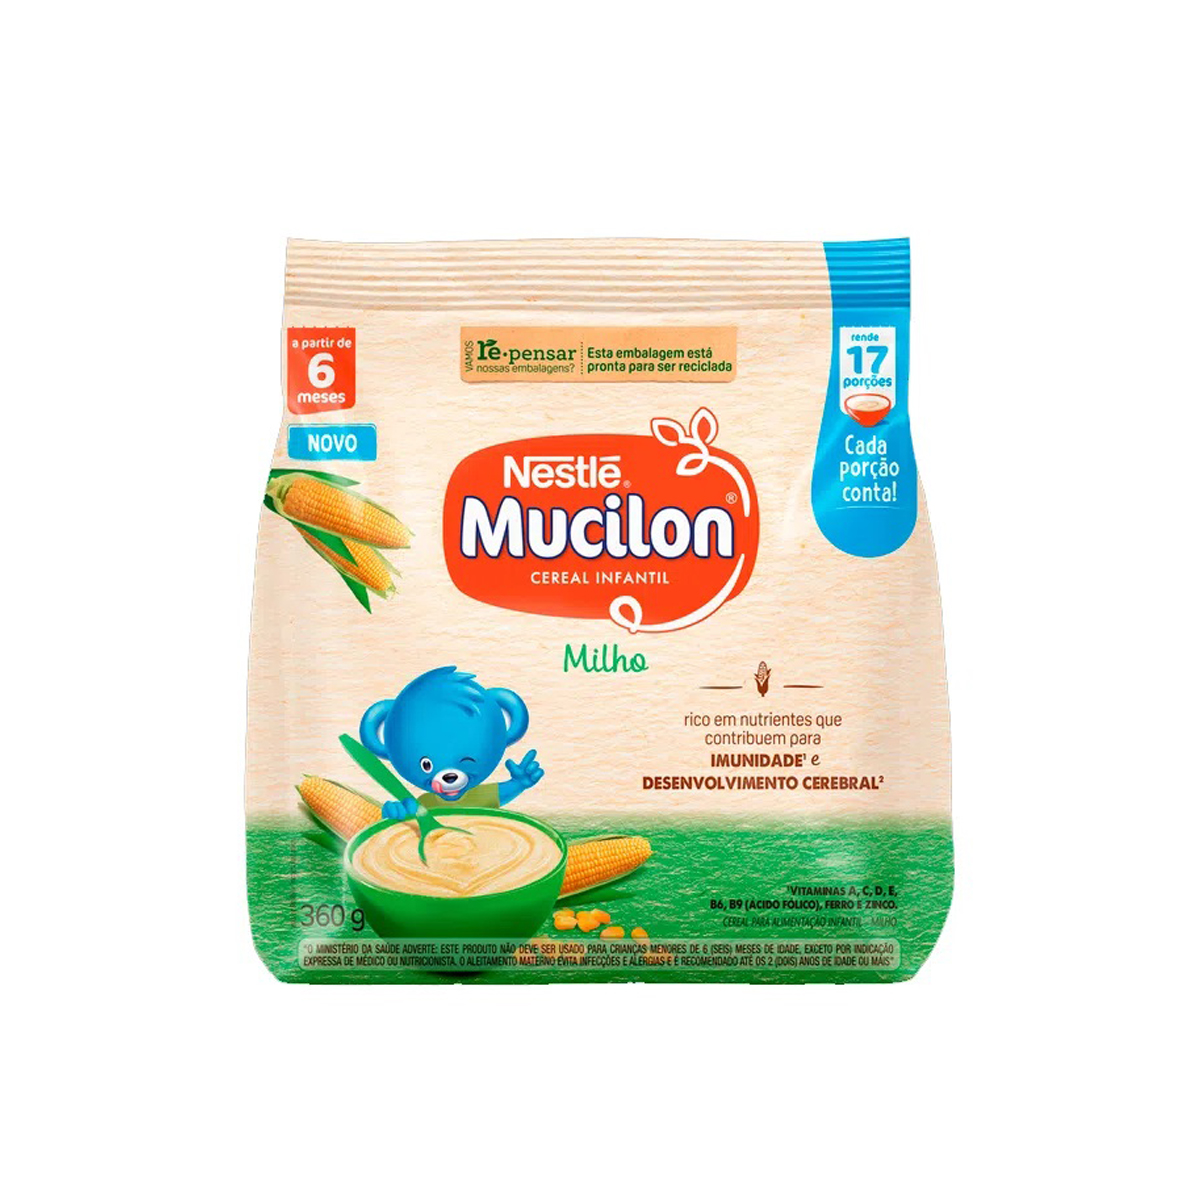 a partir de
6
meses
NOVO
VAMOS
re·pensar
nossas embalagens?
Esta embalagem está
pronta para ser reciclada
rende
17
porções
Cada
porção
conta!
Nestlé®
Mucilon®
CEREAL INFANTIL
Milho
rico em nutrientes que
contribuem para
IMUNIDADE¹ e
DESENVOLVIMENTO CEREBRAL²
¹VITAMINAS A, C, D, E,
B6, B9 (ACIDO FÓLICO), FERRO E ZINCO.
CEREAL PARA ALIMENTAÇÃO INFANTIL - MILHO
360 g
"O MINISTÉRIO DA SAÚDE ADVERTE: ESTE PRODUTO NÃO DEVE SER USADO PARA CRIANÇAS MENORES DE 6 (SEIS) MESES DE IDADE, EXCETO POR INDICAÇÃO
EXPRESSA DE MÉDICO OU NUTRICIONISTA. O ALEITAMENTO MATERNO EVITA INFECÇÕES E ALERGIAS E É RECOMENDADO ATÉ OS 2 (DOIS) ANOS DE IDADE OU MAIS"